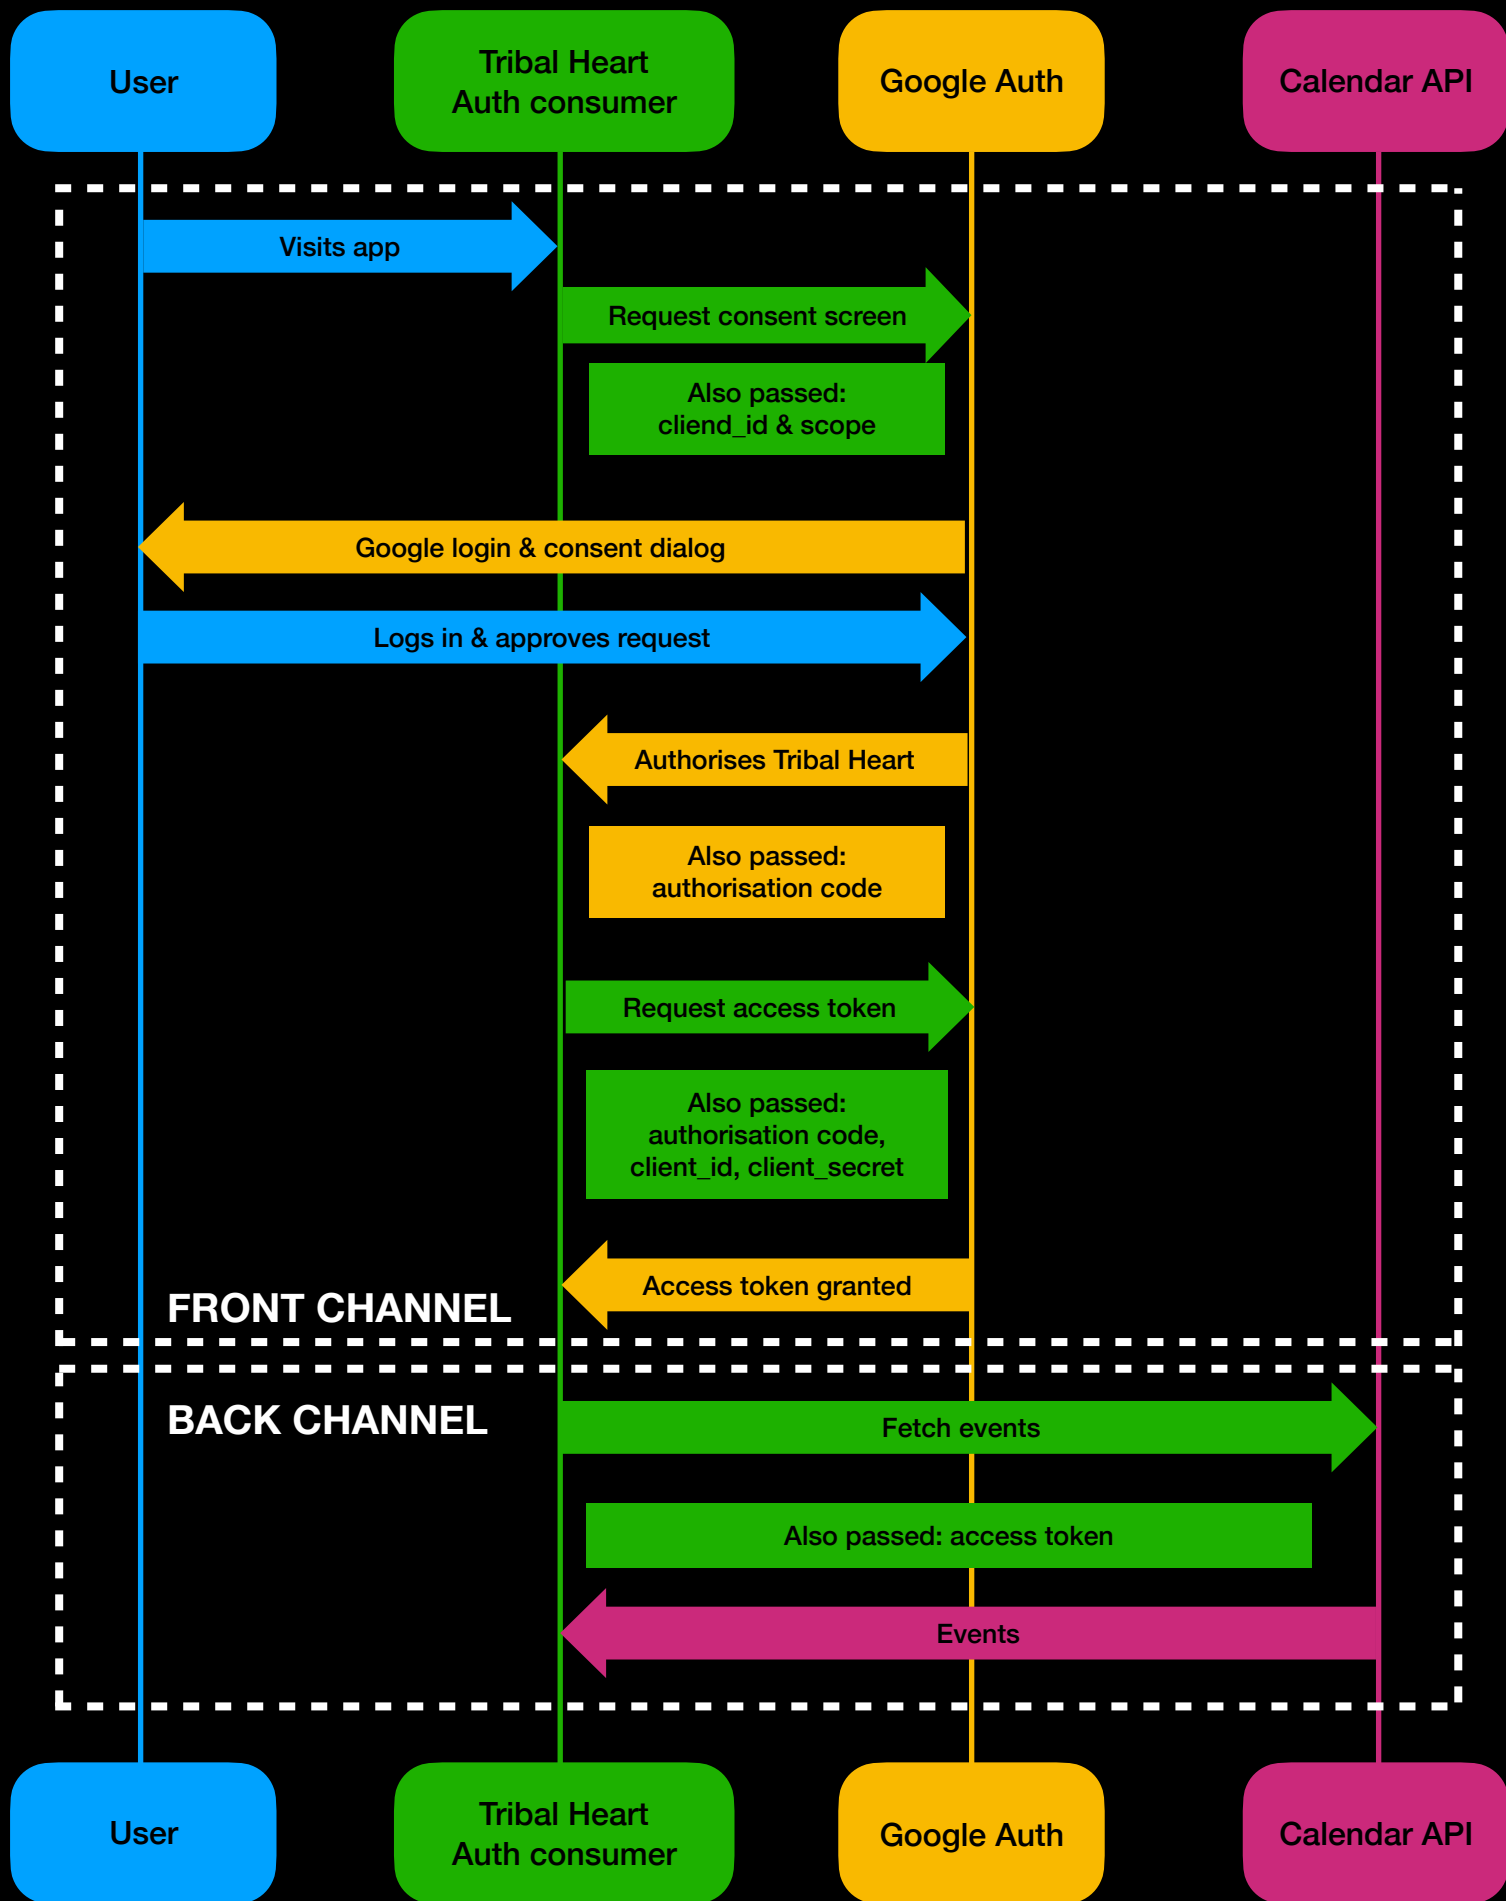 User
Tribal Heart
Auth consumer
Google Auth
Calendar API
Visits app
Request consent screen
Also passed:
cliend_id & scope
Google login & consent dialog
Logs in & approves request
Authorises Tribal Heart
Also passed:
authorisation code
Request access token
Also passed:
authorisation code,
client_id, client_secret
Access token granted
FRONT CHANNEL
BACK CHANNEL
Fetch events
Also passed: access token
Events
User
Tribal Heart
Auth consumer
Google Auth
Calendar API